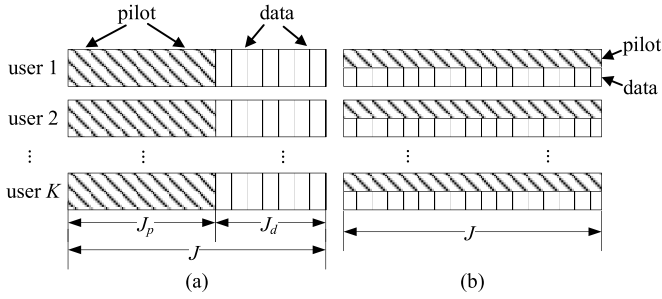 pilot data
pilot
user 1
data
user 2
⋮ ⋮ ⋮ ⋮ ⋮
user K
J_p J_d
J J
(a) (b)